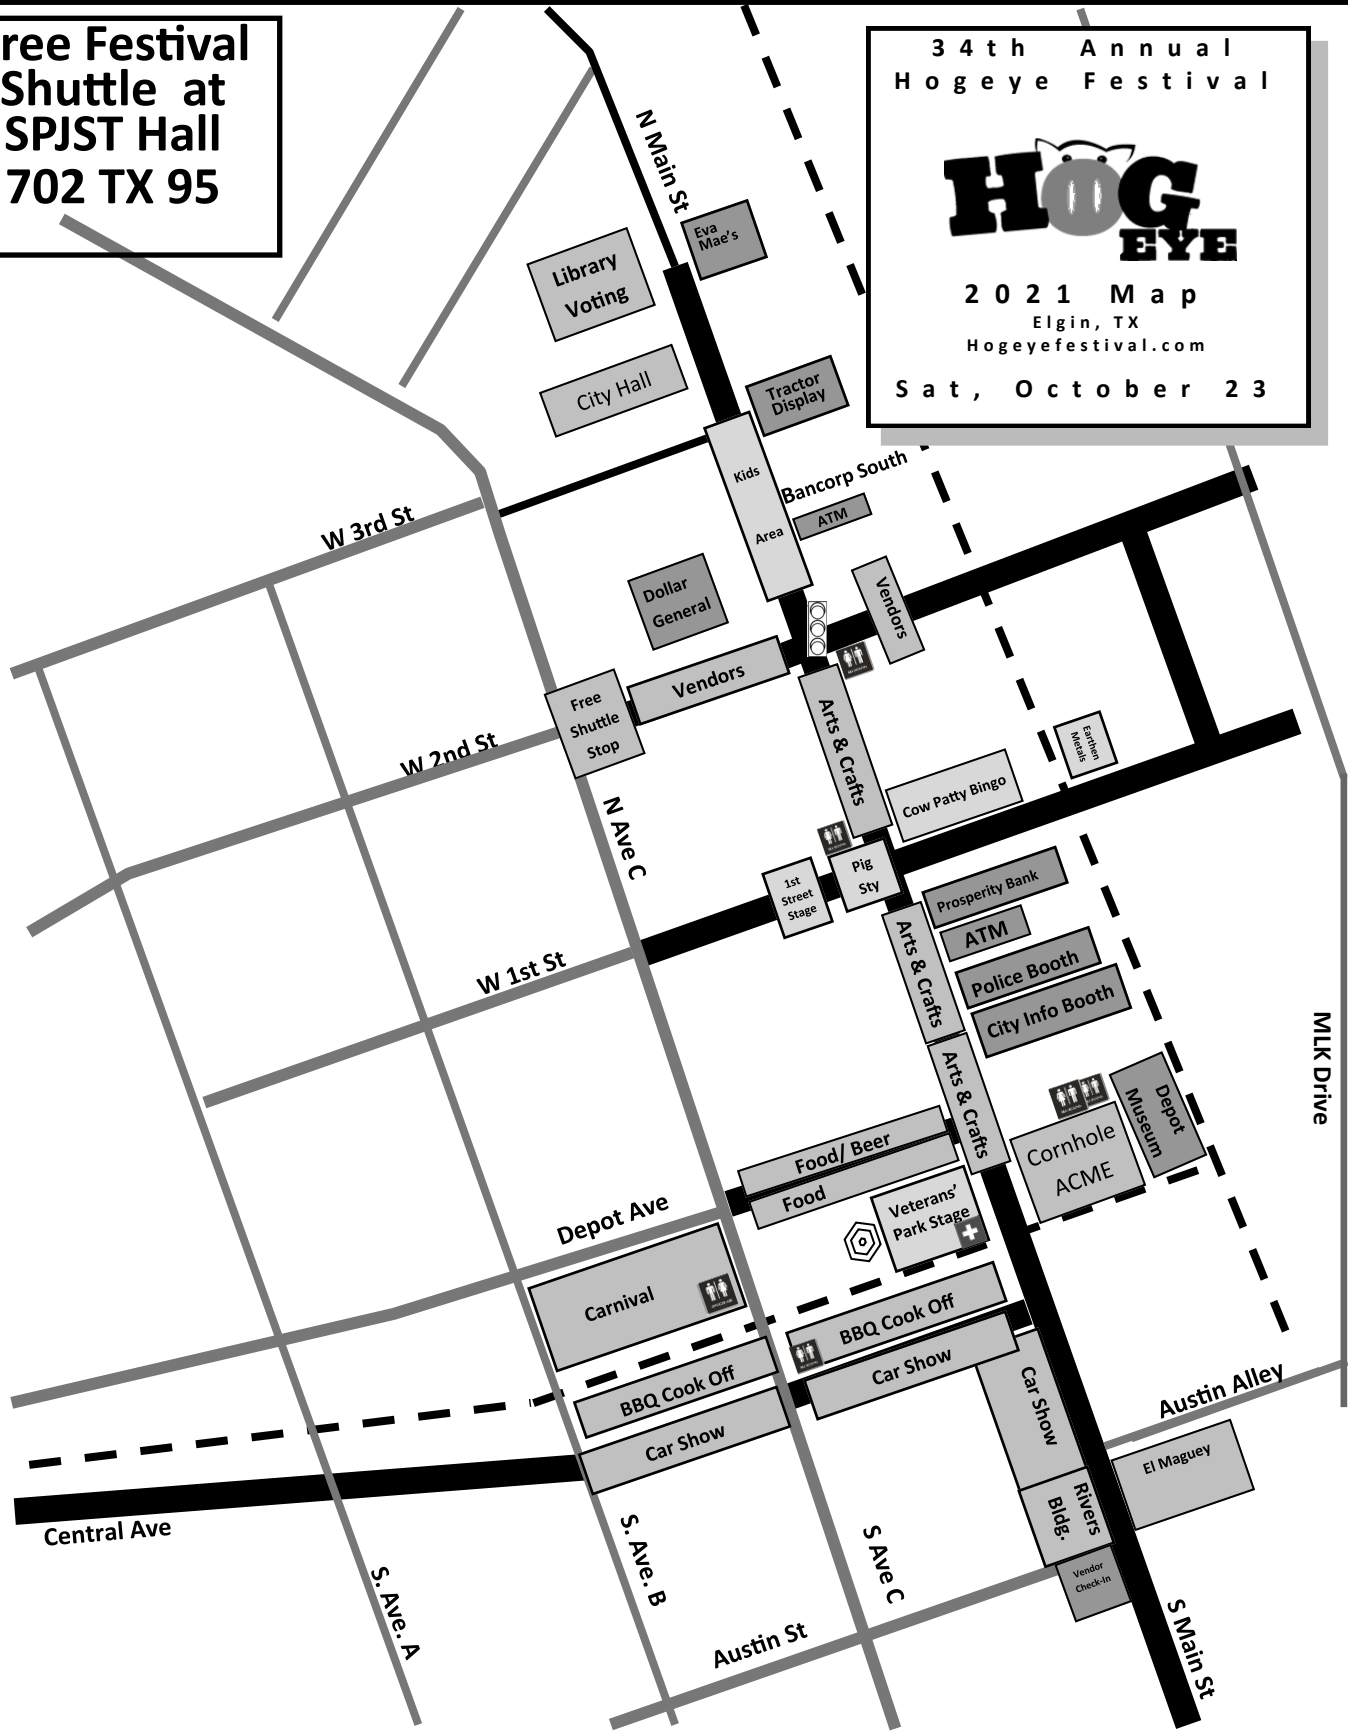 ree Festival
Shuttle at
SPJST Hall
702 TX 95
34th Annual
Hogeye Festival
HOG
EYE
2021 Map
Elgin, TX
Hogeyefestival.com
Sat, October 23
N Main St
Eva
Mae's
Library
Voting
City Hall
Tractor
Display
Kids
Area
Bancorp South
ATM
W 3rd St
Dollar
General
Vendors
Vendors
Free
Shuttle
Stop
W 2nd St
Arts & Crafts
Earthen
Metals
Cow Patty Bingo
N Ave C
Pig
Sty
1st
Street
Stage
Prosperity Bank
ATM
Arts & Crafts
Police Booth
City Info Booth
W 1st St
MLK Drive
Arts & Crafts
Depot
Museum
Cornhole
ACME
Food/ Beer
Food
Veterans’
Park Stage
Depot Ave
Carnival
BBQ Cook Off
Car Show
BBQ Cook Off
Car Show
Car Show
Austin Alley
El Maguey
Rivers
Bldg.
Central Ave
Vendor
Check-In
S. Ave. A
S. Ave. B
S Ave C
Austin St
S Main St